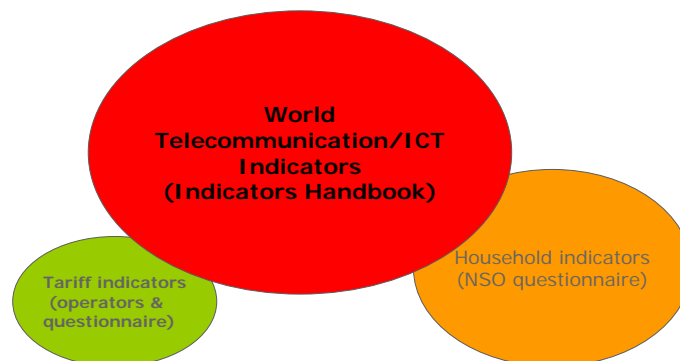 World
Telecommunication/ICT
Indicators
(Indicators Handbook)
Household indicators
(NSO questionnaire)
Tariff indicators
(operators &
questionnaire)